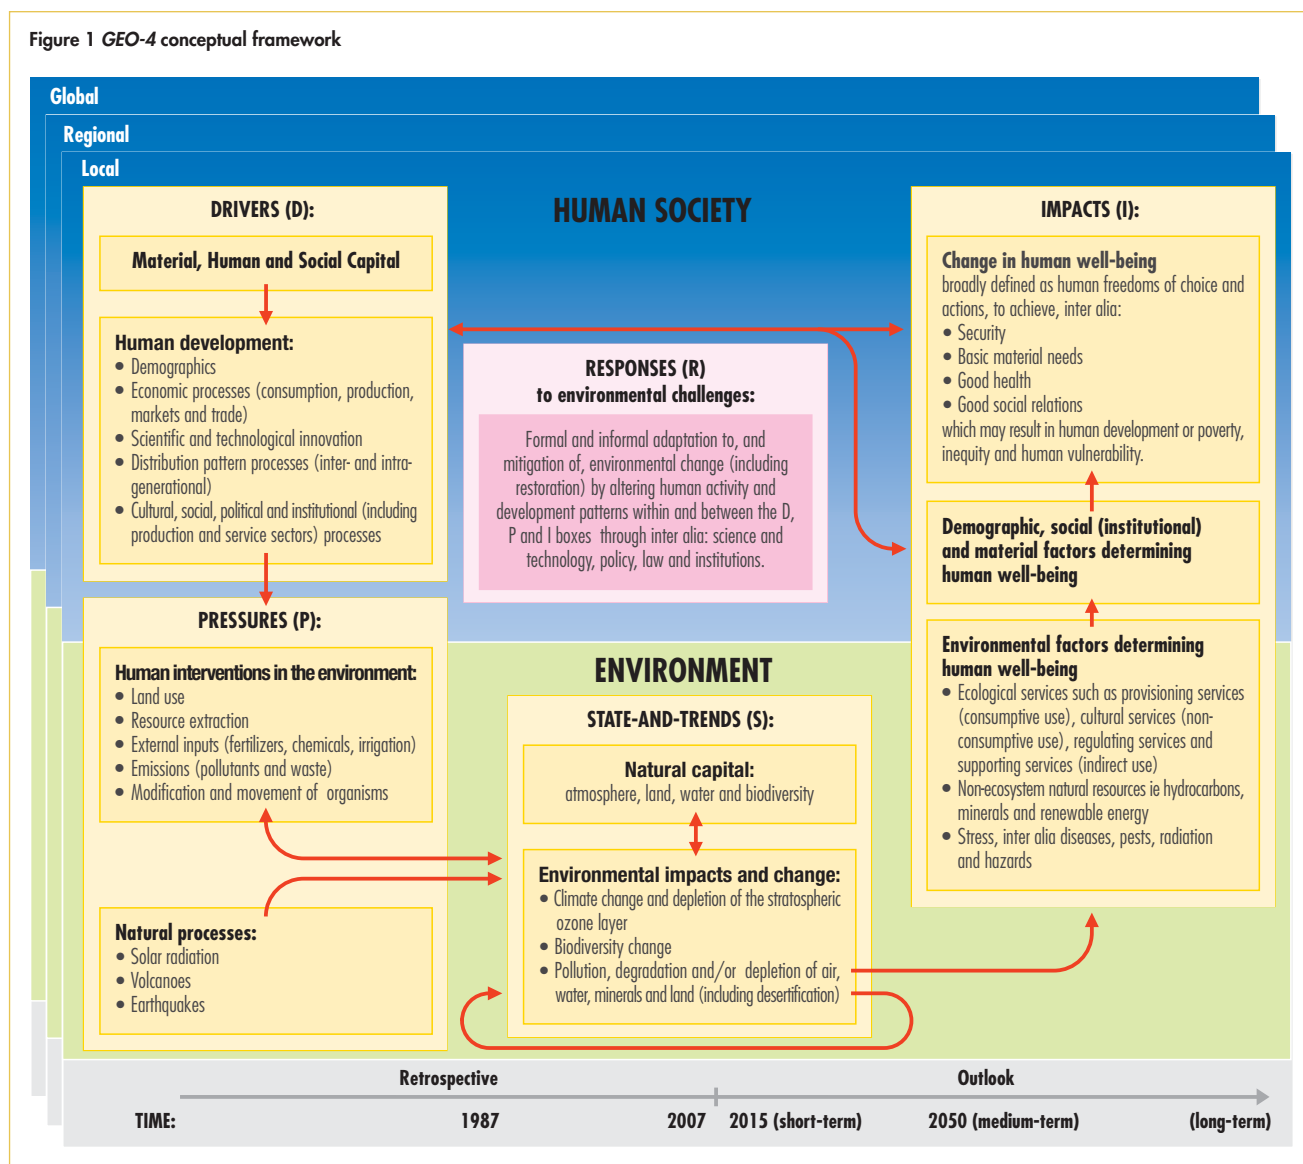 Figure 1 GEO-4 conceptual framework
Global
Regional
Local
HUMAN SOCIETY
DRIVERS (D):
Material, Human and Social Capital
Human development:
• Demographics
• Economic processes (consumption, production,
markets and trade)
• Scientific and technological innovation
• Distribution pattern processes (inter- and intra-
generational)
• Cultural, social, political and institutional (including
production and service sectors) processes
PRESSURES (P):
Human interventions in the environment:
• Land use
• Resource extraction
• External inputs (fertilizers, chemicals, irrigation)
• Emissions (pollutants and waste)
• Modification and movement of organisms
Natural processes:
• Solar radiation
• Volcanoes
• Earthquakes
RESPONSES (R)
to environmental challenges:
Formal and informal adaptation to, and
mitigation of, environmental change (including
restoration) by altering human activity and
development patterns within and between the D,
P and I boxes through inter alia: science and
technology, policy, law and institutions.
ENVIRONMENT
STATE-AND-TRENDS (S):
Natural capital:
atmosphere, land, water and biodiversity
Environmental impacts and change:
• Climate change and depletion of the stratospheric
ozone layer
• Biodiversity change
• Pollution, degradation and/or depletion of air,
water, minerals and land (including desertification)
IMPACTS (I):
Change in human well-being
broadly defined as human freedoms of choice and
actions, to achieve, inter alia:
• Security
• Basic material needs
• Good health
• Good social relations
which may result in human development or poverty,
inequity and human vulnerability.
Demographic, social (institutional)
and material factors determining
human well-being
Environmental factors determining
human well-being
• Ecological services such as provisioning services
(consumptive use), cultural services (non-
consumptive use), regulating services and
supporting services (indirect use)
• Non-ecosystem natural resources ie hydrocarbons,
minerals and renewable energy
• Stress, inter alia diseases, pests, radiation
and hazards
Retrospective
Outlook
TIME:
1987
2007
2015 (short-term)
2050 (medium-term)
(long-term)